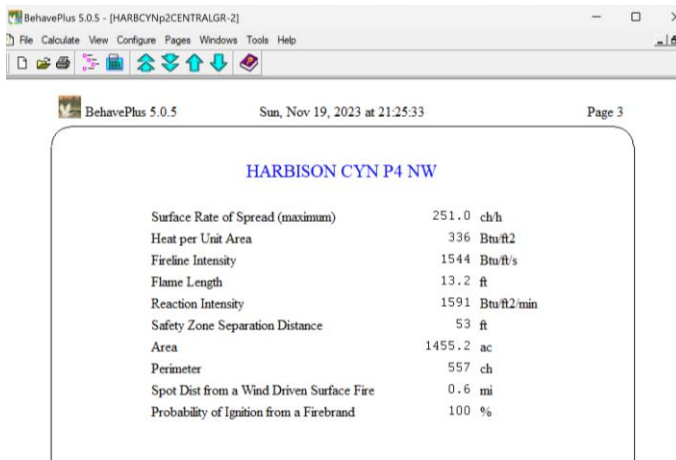 BehavePlus 5.0.5 - [HARBCYNp2CENTRALGR-2]
File Calculate View Configure Pages Windows Tools Help
BehavePlus 5.0.5 Sun, Nov 19, 2023 at 21:25:33 Page 3
HARBISON CYN P4 NW
Surface Rate of Spread (maximum) 251.0 ch/h
Heat per Unit Area 336 Btu/ft2
Fireline Intensity 1544 Btu/ft/s
Flame Length 13.2 ft
Reaction Intensity 1591 Btu/ft2/min
Safety Zone Separation Distance 53 ft
Area 1455.2 ac
Perimeter 557 ch
Spot Dist from a Wind Driven Surface Fire 0.6 mi
Probability of Ignition from a Firebrand 100 %